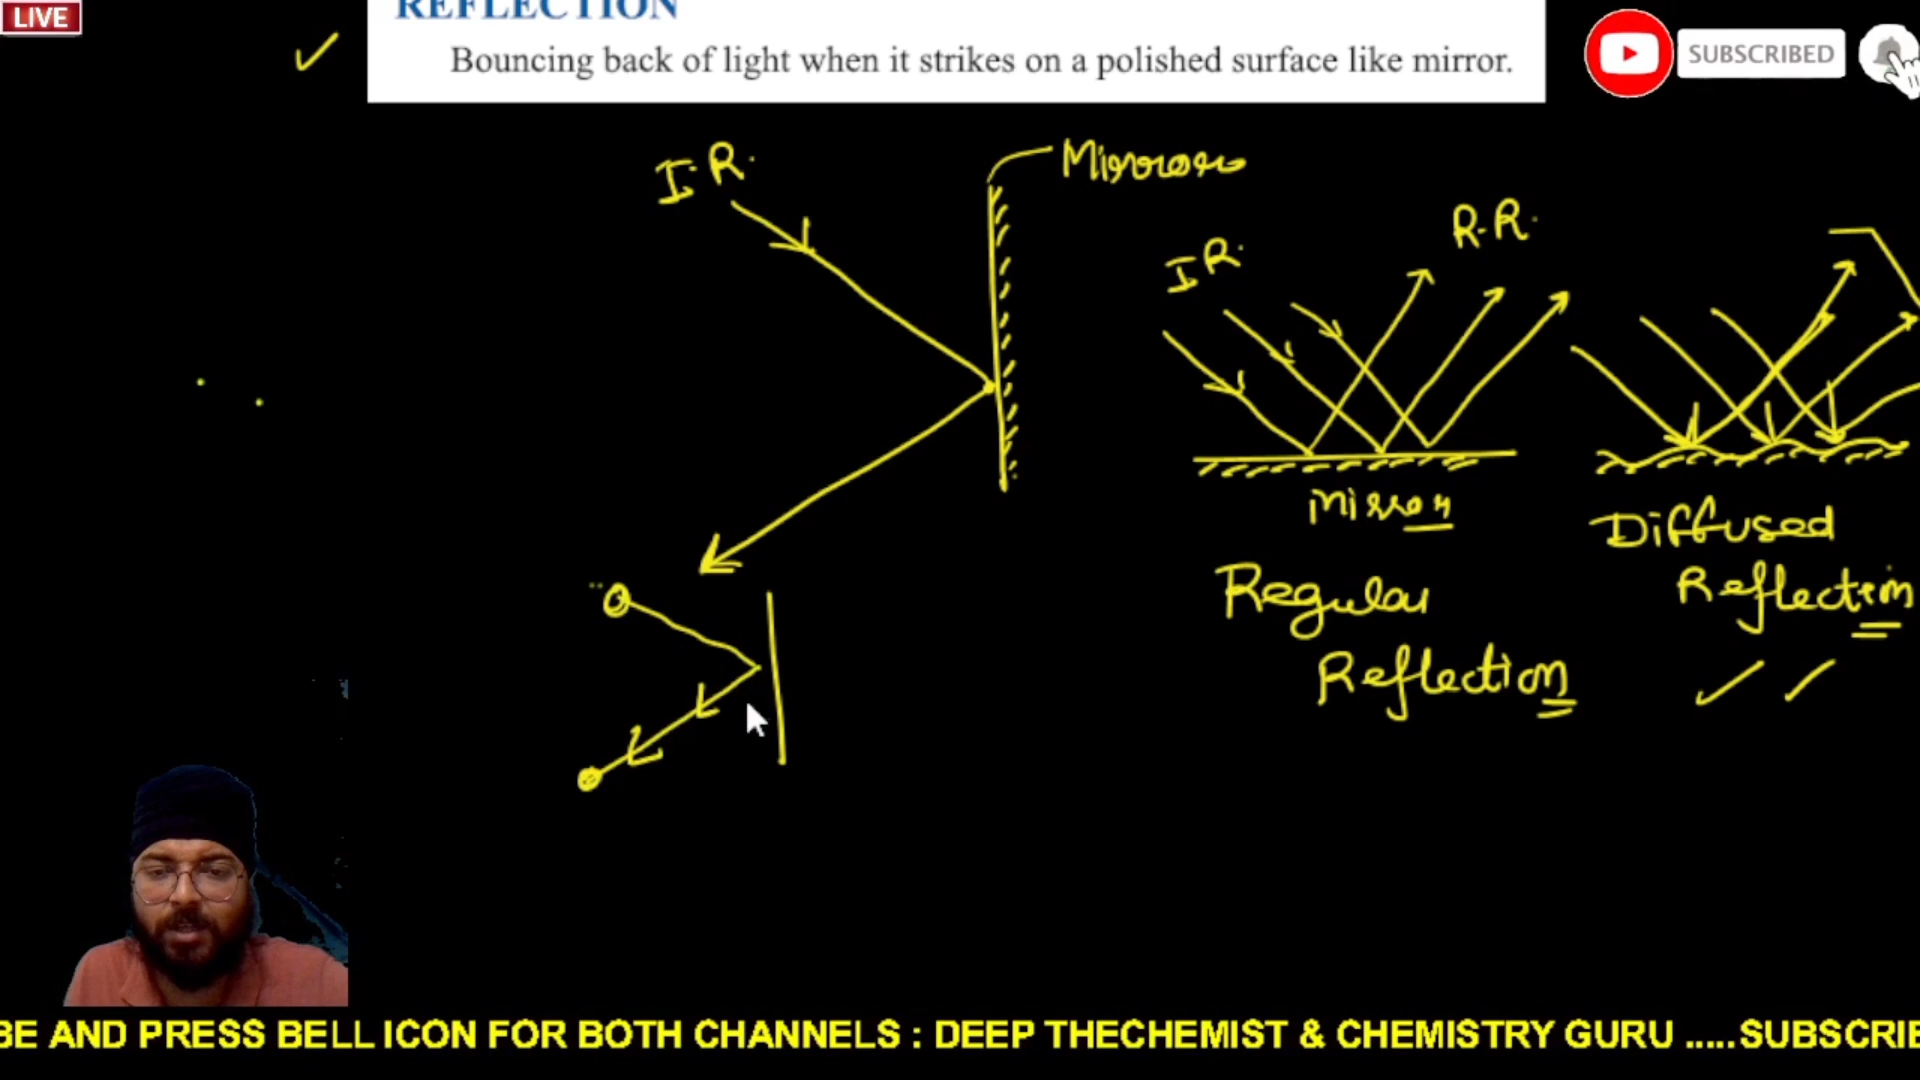 LIVE
REFLECTION
Bouncing back of light when it strikes on a polished surface like mirror.
SUBSCRIBED
I.R.
Mirror
I R.
R.R.
Mirror
Regular
Reflection
Diffused
Reflection
BE AND PRESS BELL ICON FOR BOTH CHANNELS : DEEP THECHEMIST & CHEMISTRY GURU .....SUBSCRIE